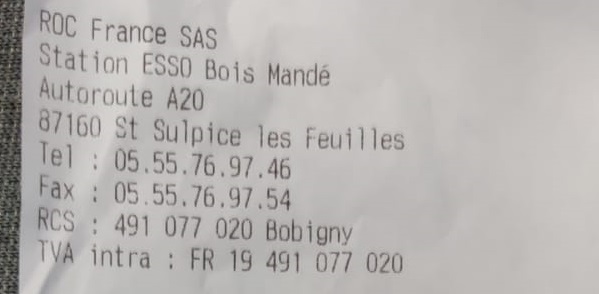 ROC France SAS
Station ESSO Bois Mandé
Autoroute A20
87160 St Sulpice les Feuilles
Tel : 05.55.76.97.46
Fax : 05.55.76.97.54
RCS : 491 077 020 Bobigny
TVA intra : FR 19 491 077 020